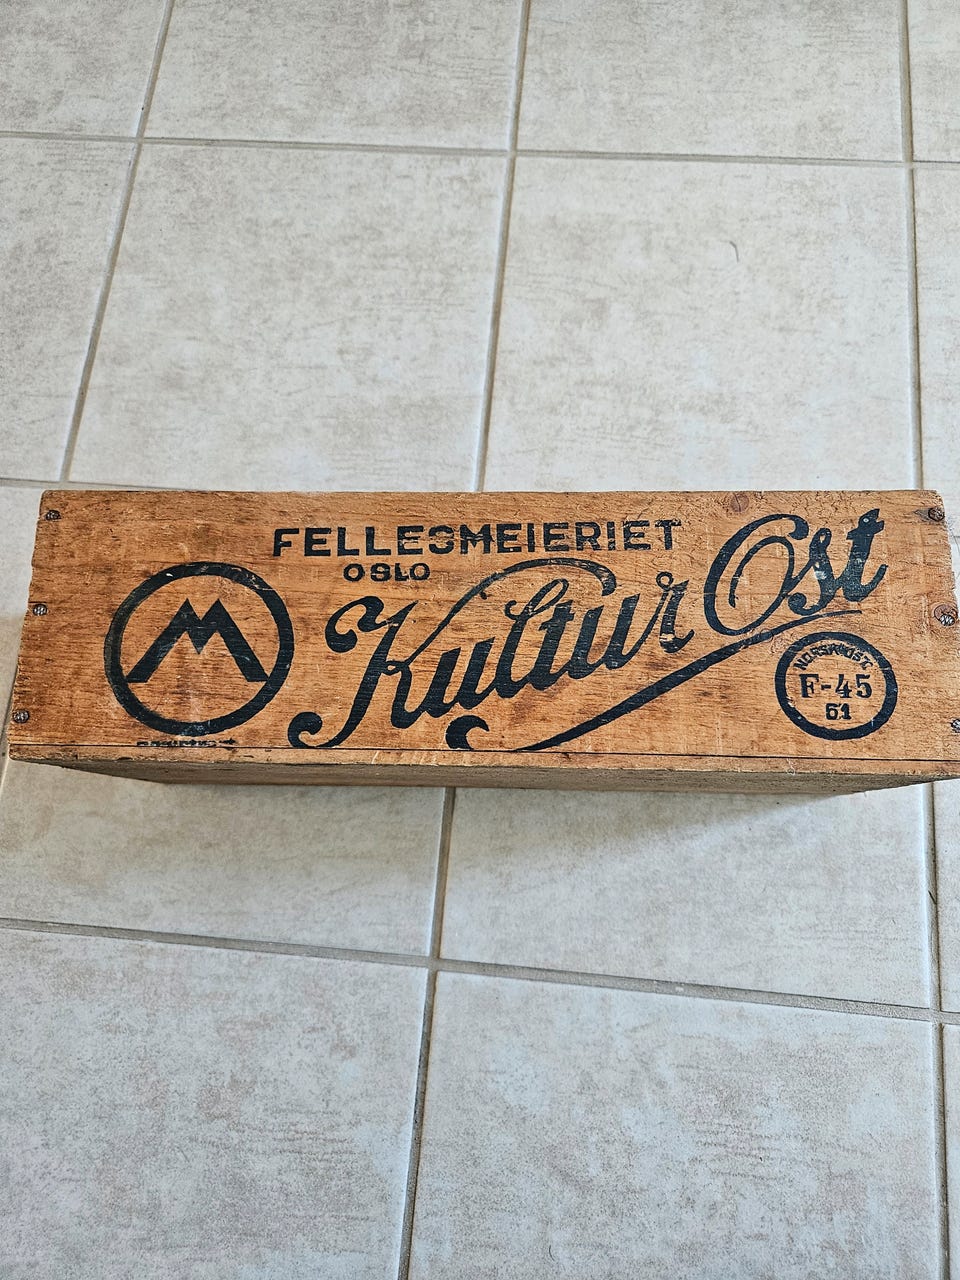 FELLESMEIERIET
OSLO
Kultur Ost
M
NORSK OST
F-45
61